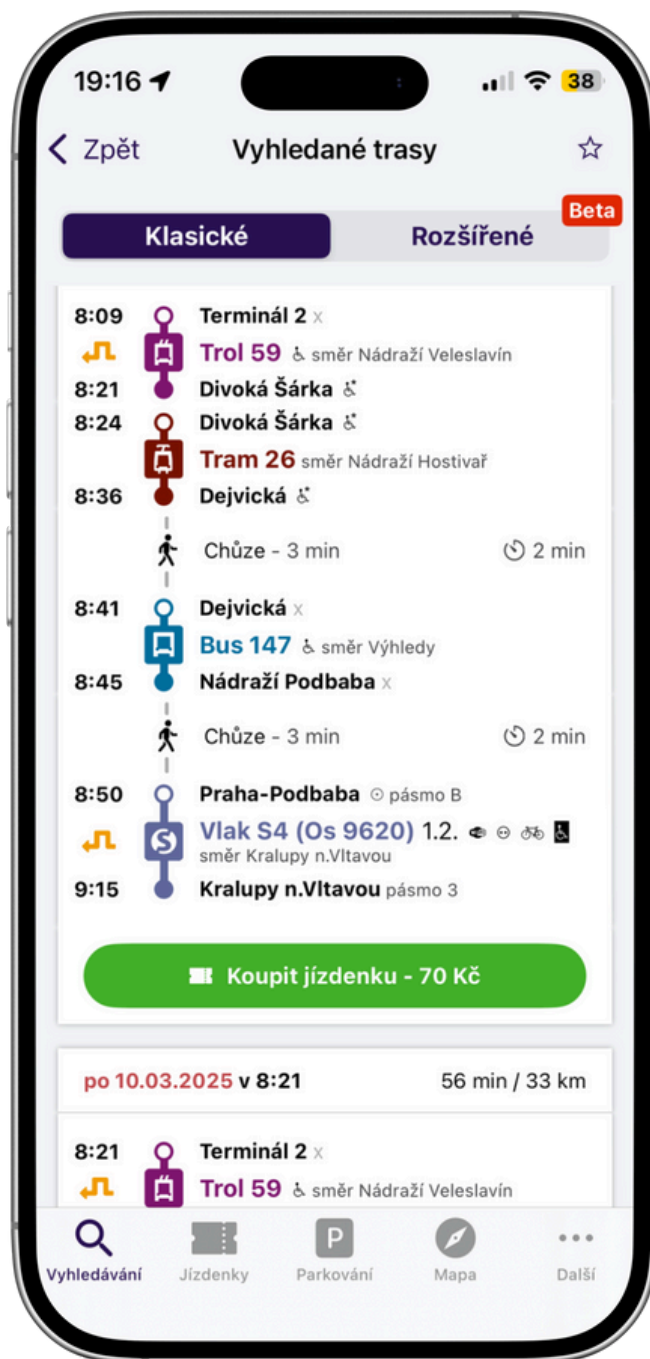 19:16 38
Zpět Vyhledané trasy
Beta
Klasické Rozšířené
8:09 Terminál 2 x
Trol 59 směr Nádraží Veleslavín
8:21 Divoká Šárka
8:24 Divoká Šárka
Tram 26 směr Nádraží Hostivař
8:36 Dejvická
Chůze - 3 min 2 min
8:41 Dejvická x
Bus 147 směr Výhledy
8:45 Nádraží Podbaba x
Chůze - 3 min 2 min
8:50 Praha-Podbaba pásmo B
Vlak S4 (Os 9620) 1.2.
směr Kralupy n.Vltavou
9:15 Kralupy n.Vltavou pásmo 3
Koupit jízdenku - 70 Kč
po 10.03.2025 v 8:21 56 min / 33 km
8:21 Terminál 2 x
Trol 59 směr Nádraží Veleslavín
P
Vyhledávání Jízdenky Parkování Mapa Další